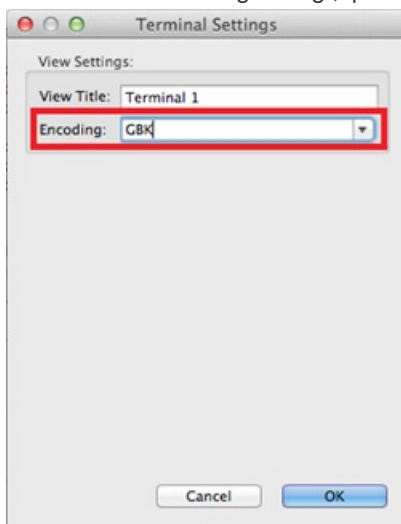 Terminal Settings
View Settings:
View Title: Terminal 1
Encoding: GBK
Cancel OK